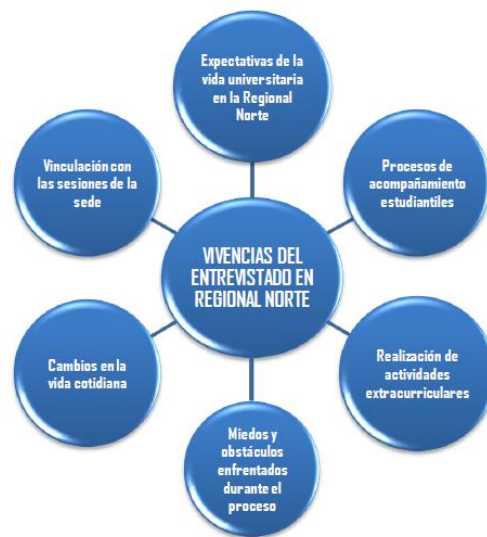 Expectativas de la
vida universitaria
en la Regional
Norte
Vinculación con
las sesiones de la
sede
Procesos de
acompañamiento
estudiantiles
VIVENCIAS DEL
ENTREVISTADO EN
REGIONAL NORTE
Cambios en la
vida cotidiana
Realización de
actividades
extracurriculares
Miedos y
obstáculos
enfrentados
durante el
proceso